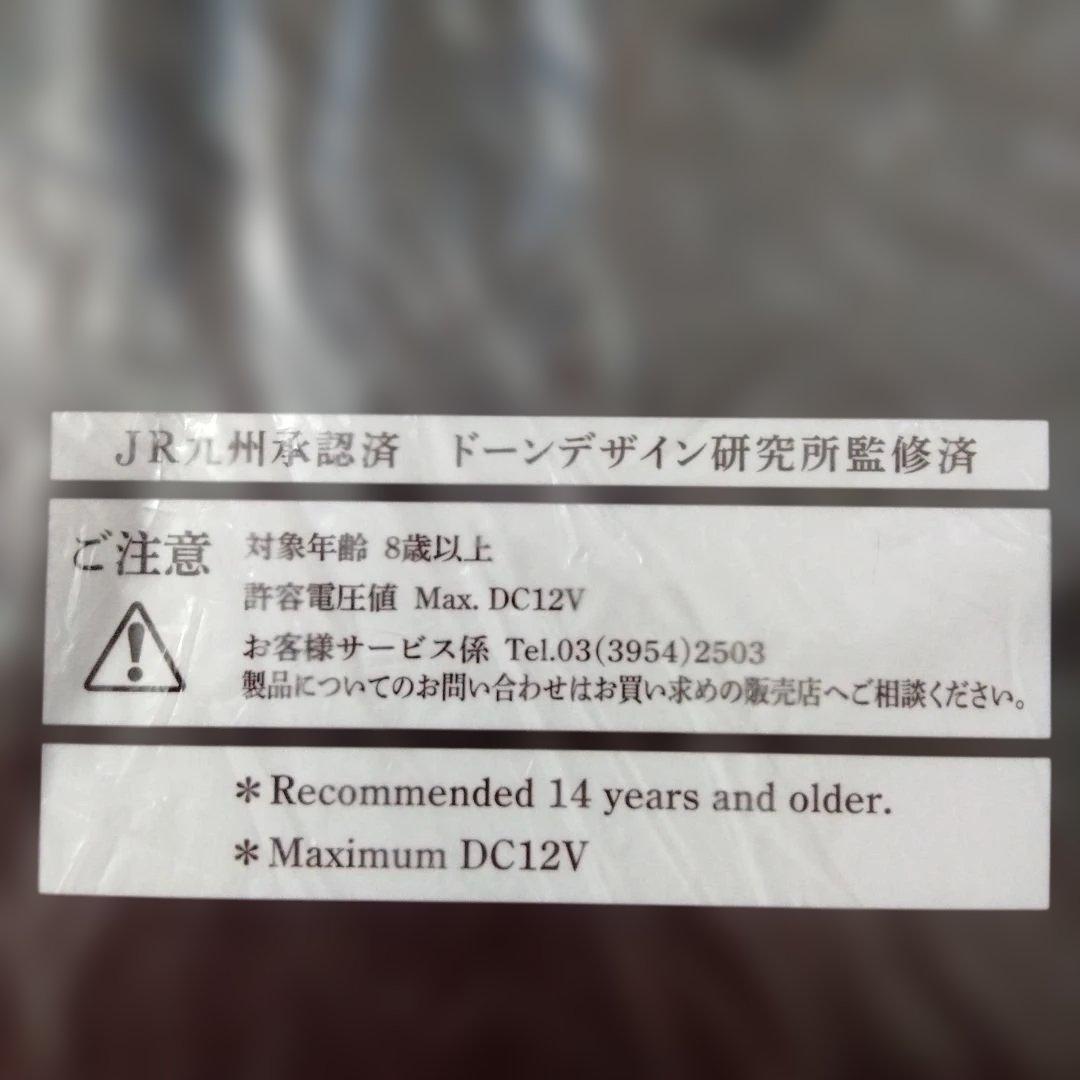 JR九州承認済　ドーンデザイン研究所監修済
ご注意
対象年齢 8歳以上
許容電圧値 Max. DC12V
お客様サービス係 Tel.03(3954)2503
製品についてのお問い合わせはお買い求めの販売店へご相談ください。
＊Recommended 14 years and older.
＊Maximum DC12V